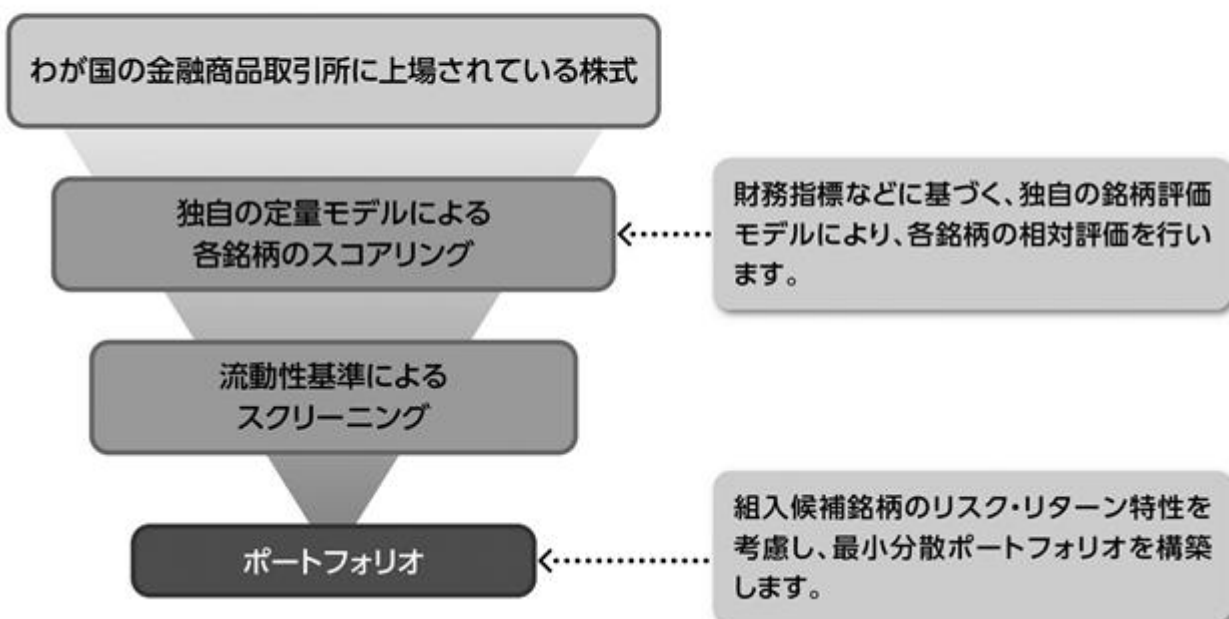 わが国の金融商品取引所に上場されている株式
独自の定量モデルによる
各銘柄のスコアリング
財務指標などに基づく、独自の銘柄評価
モデルにより、各銘柄の相対評価を行い
ます。
流動性基準による
スクリーニング
ポートフォリオ
組入候補銘柄のリスク・リターン特性を
考慮し、最小分散ポートフォリオを構築
します。